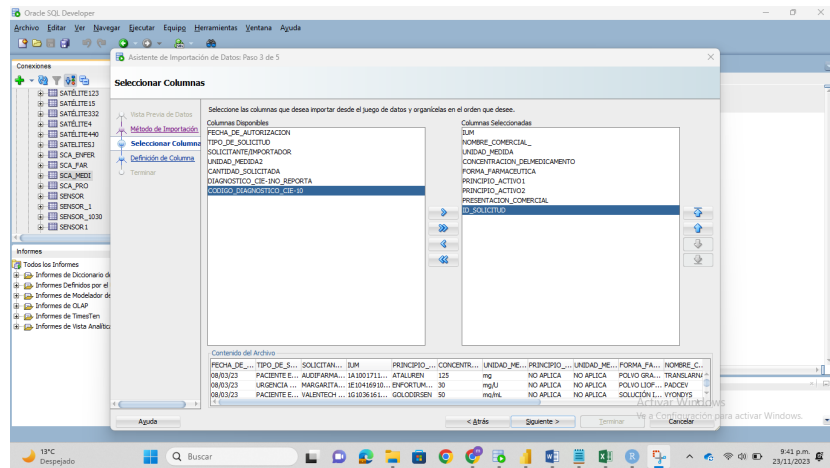 Oracle SQL Developer
Archivo Editar Ver Navegar Ejecutar Equipo Herramientas Ventana Ayuda
Conexiones
SATÉLITE123
SATÉLITE15
SATÉLITE332
SATÉLITE4
SATÉLITE440
SATELITESJ
SCA_ENFER
SCA_FAR
SCA_MEDI
SCA_PRO
SENSOR
SENSOR_1
SENSOR_1030
SENSOR1
Informes
Todos los Informes
Informes de Diccionario de
Informes Definidos por el
Informes de Modelador de
Informes de OLAP
Informes de TimesTen
Informes de Vista Analític
Asistente de Importación de Datos: Paso 3 de 5
Seleccionar Columnas
Vista Previa de Datos
Método de Importación
Seleccionar Columna
Definición de Columna
Terminar
Seleccione las columnas que desea importar desde el juego de datos y organícelas en el orden que desee.
Columnas Disponibles
FECHA_DE_AUTORIZACION
TIPO_DE_SOLICITUD
SOLICITANTE/IMPORTADOR
UNIDAD_MEDIDA2
CANTIDAD_SOLICITADA
DIAGNOSTICO_CIE-1NO_REPORTA
CODIGO_DIAGNOSTICO_CIE-10
Columnas Seleccionadas
IUM
NOMBRE_COMERCIAL_
UNIDAD_MEDIDA
CONCENTRACION_DELMEDICAMENTO
FORMA_FARMACEUTICA
PRINCIPIO_ACTIVO1
PRINCIPIO_ACTIVO2
PRESENTACION_COMERCIAL
ID_SOLICITUD
Contenido del Archivo
FECHA_DE_... TIPO_DE_S... SOLICITAN... IUM PRINCIPIO_... CONCENTR... UNIDAD_ME... PRINCIPIO_... UNIDAD_ME... FORMA_FA... NOMBRE_C...
08/03/23 PACIENTE E... AUDIFARMA... 1A1001711... ATALUREN 125 mg NO APLICA NO APLICA POLVO GRA... TRANSLARNA
08/03/23 URGENCIA ... MARGARITA... 1E10416910... ENFORTUM... 30 mg/U NO APLICA NO APLICA POLVO LIOF... PADCEV
08/03/23 PACIENTE E... VALENTECH ... 1G1036161... GOLODIRSEN 50 mg/mL NO APLICA NO APLICA SOLUCIÓN I... VYONDYS
Ayuda < Atrás Siguiente > Terminar Cancelar
Activar Windows
Ve a Configuración para activar Windows.
13°C
Despejado
Buscar
9:41 p.m.
23/11/2023